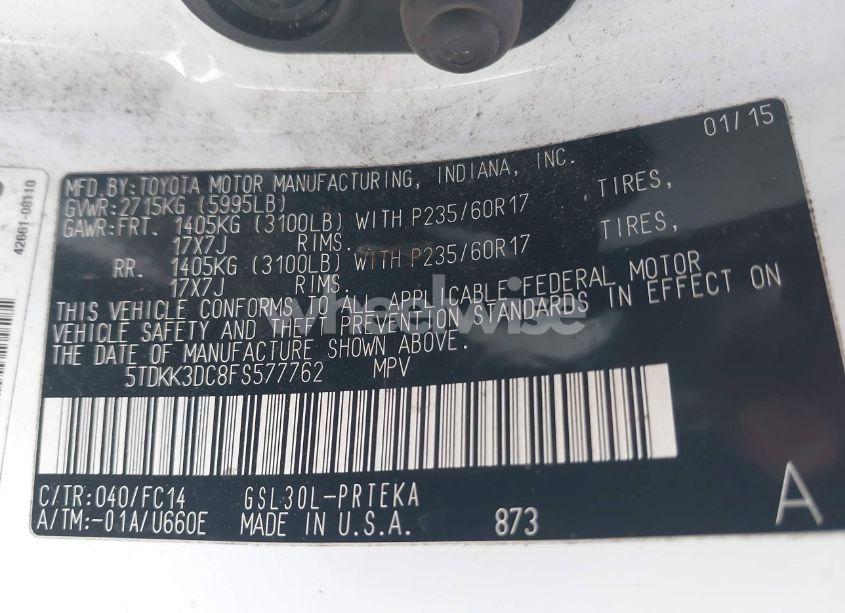 01/15
MFD.BY:TOYOTA MOTOR MANUFACTURING, INDIANA, INC.
GVWR:2715KG (5995LB)
GAWR:FRT. 1405KG (3100LB) WITH P235/60R17 TIRES,
17X7J RIMS.
RR. 1405KG (3100LB) WITH P235/60R17 TIRES,
17X7J RIMS.
THIS VEHICLE CONFORMS TO ALL APPLICABLE FEDERAL MOTOR
VEHICLE SAFETY AND THEFT PREVENTION STANDARDS IN EFFECT ON
THE DATE OF MANUFACTURE SHOWN ABOVE.
5TDKK3DC8FS577762 MPV
C/TR:040/FC14 GSL30L-PRTEKA
A/TM:-01A/U660E MADE IN U.S.A. 873
A
42661-08110
wheelwise